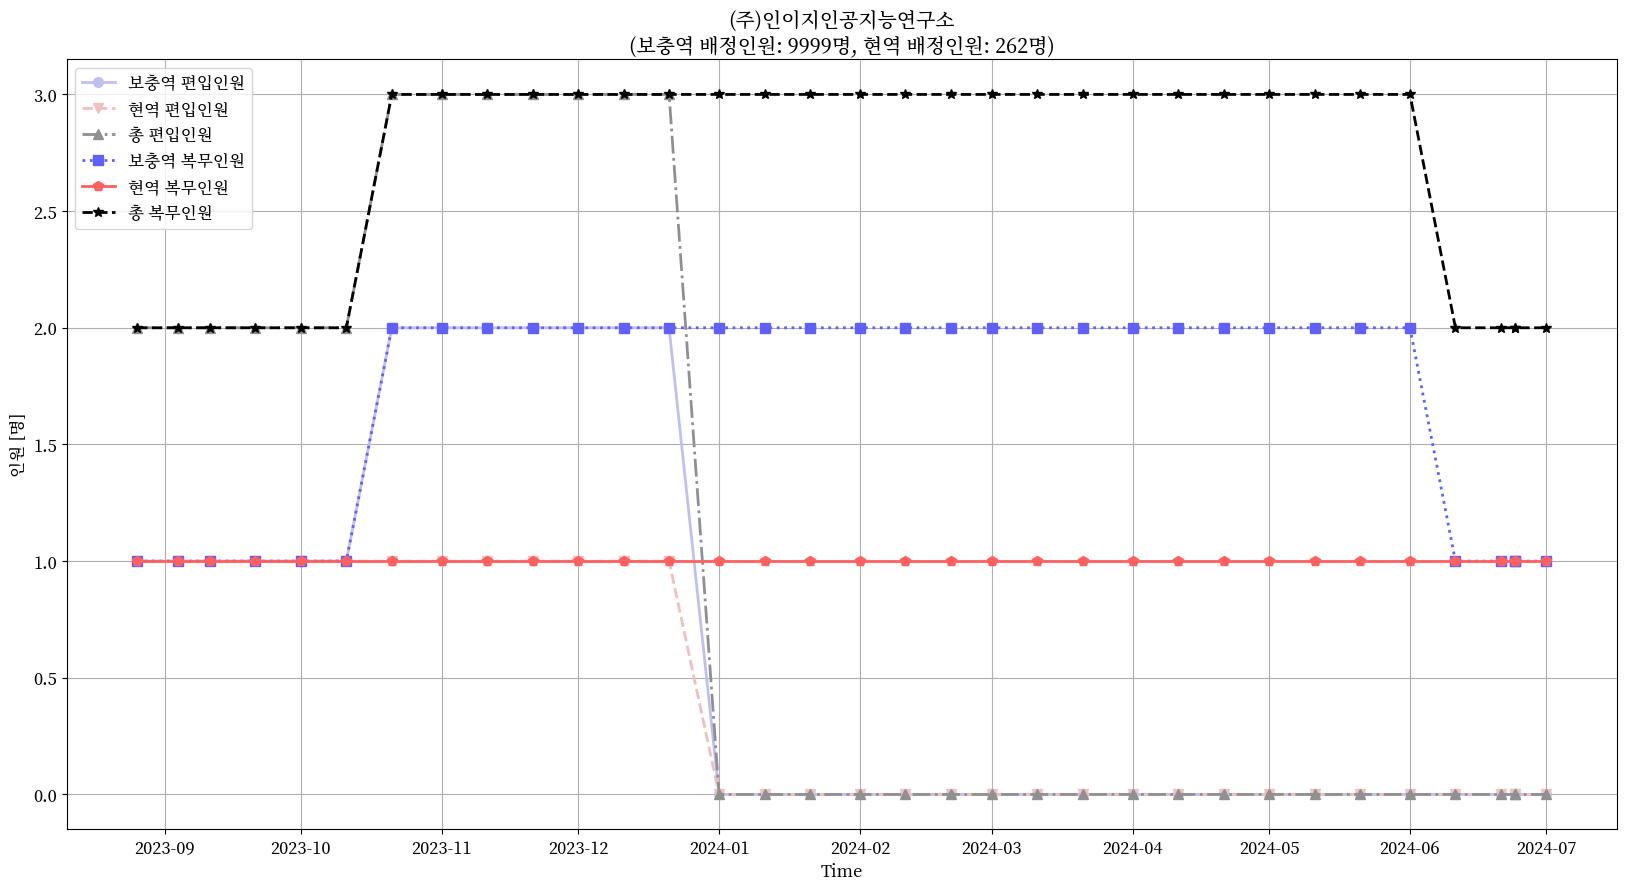 (주)인이지인공지능연구소
(보충역 배정인원: 9999명, 현역 배정인원: 262명)
보충역 편입인원
현역 편입인원
총 편입인원
보충역 복무인원
현역 복무인원
총 복무인원
3.0
2.5
2.0
1.5
1.0
0.5
0.0
인원 [명]
2023-09 2023-10 2023-11 2023-12 2024-01 2024-02 2024-03 2024-04 2024-05 2024-06 2024-07
Time